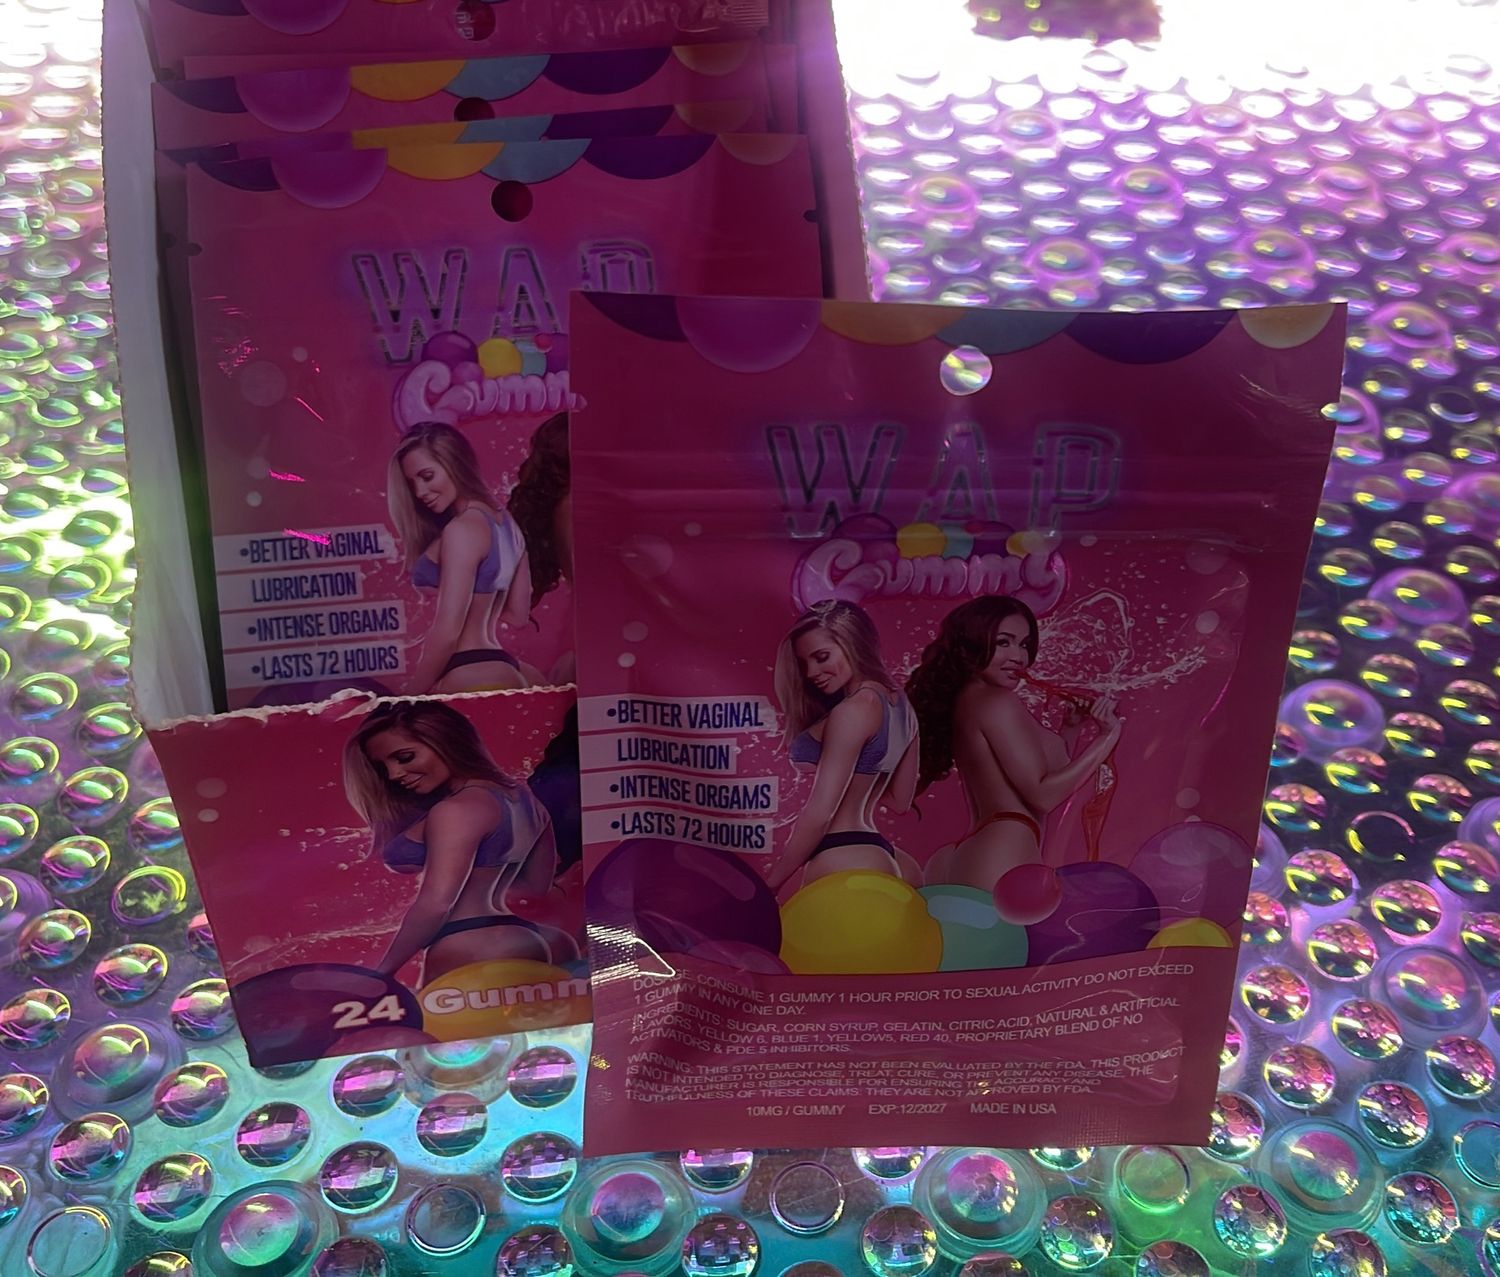 WAP
Gumm
•BETTER VAGINAL
LUBRICATION
•INTENSE ORGAMS
•LASTS 72 HOURS
24 Gumm
WAP
Gummy
•BETTER VAGINAL
LUBRICATION
•INTENSE ORGAMS
•LASTS 72 HOURS
DOSAGE: CONSUME 1 GUMMY 1 HOUR PRIOR TO SEXUAL ACTIVITY DO NOT EXCEED
1 GUMMY IN ANY ONE DAY.
INGREDIENTS: SUGAR, CORN SYRUP, GELATIN, CITRIC ACID, NATURAL & ARTIFICIAL
FLAVORS, YELLOW 6, BLUE 1, YELLOW5, RED 40, PROPRIETARY BLEND OF NO
ACTIVATORS & PDE 5 INHIBITORS.
WARNING: THIS STATEMENT HAS NOT BEEN EVALUATED BY THE FDA. THIS PRODUCT
IS NOT INTENDED TO DIAGNOSE, TREAT, CURE OR PREVENT ANY DISEASE. THE
MANUFACTURER IS RESPONSIBLE FOR ENSURING THE ACCURACY AND
TRUTHFULNESS OF THESE CLAIMS. THEY ARE NOT APPROVED BY FDA.
10MG / GUMMY EXP:12/2027 MADE IN USA